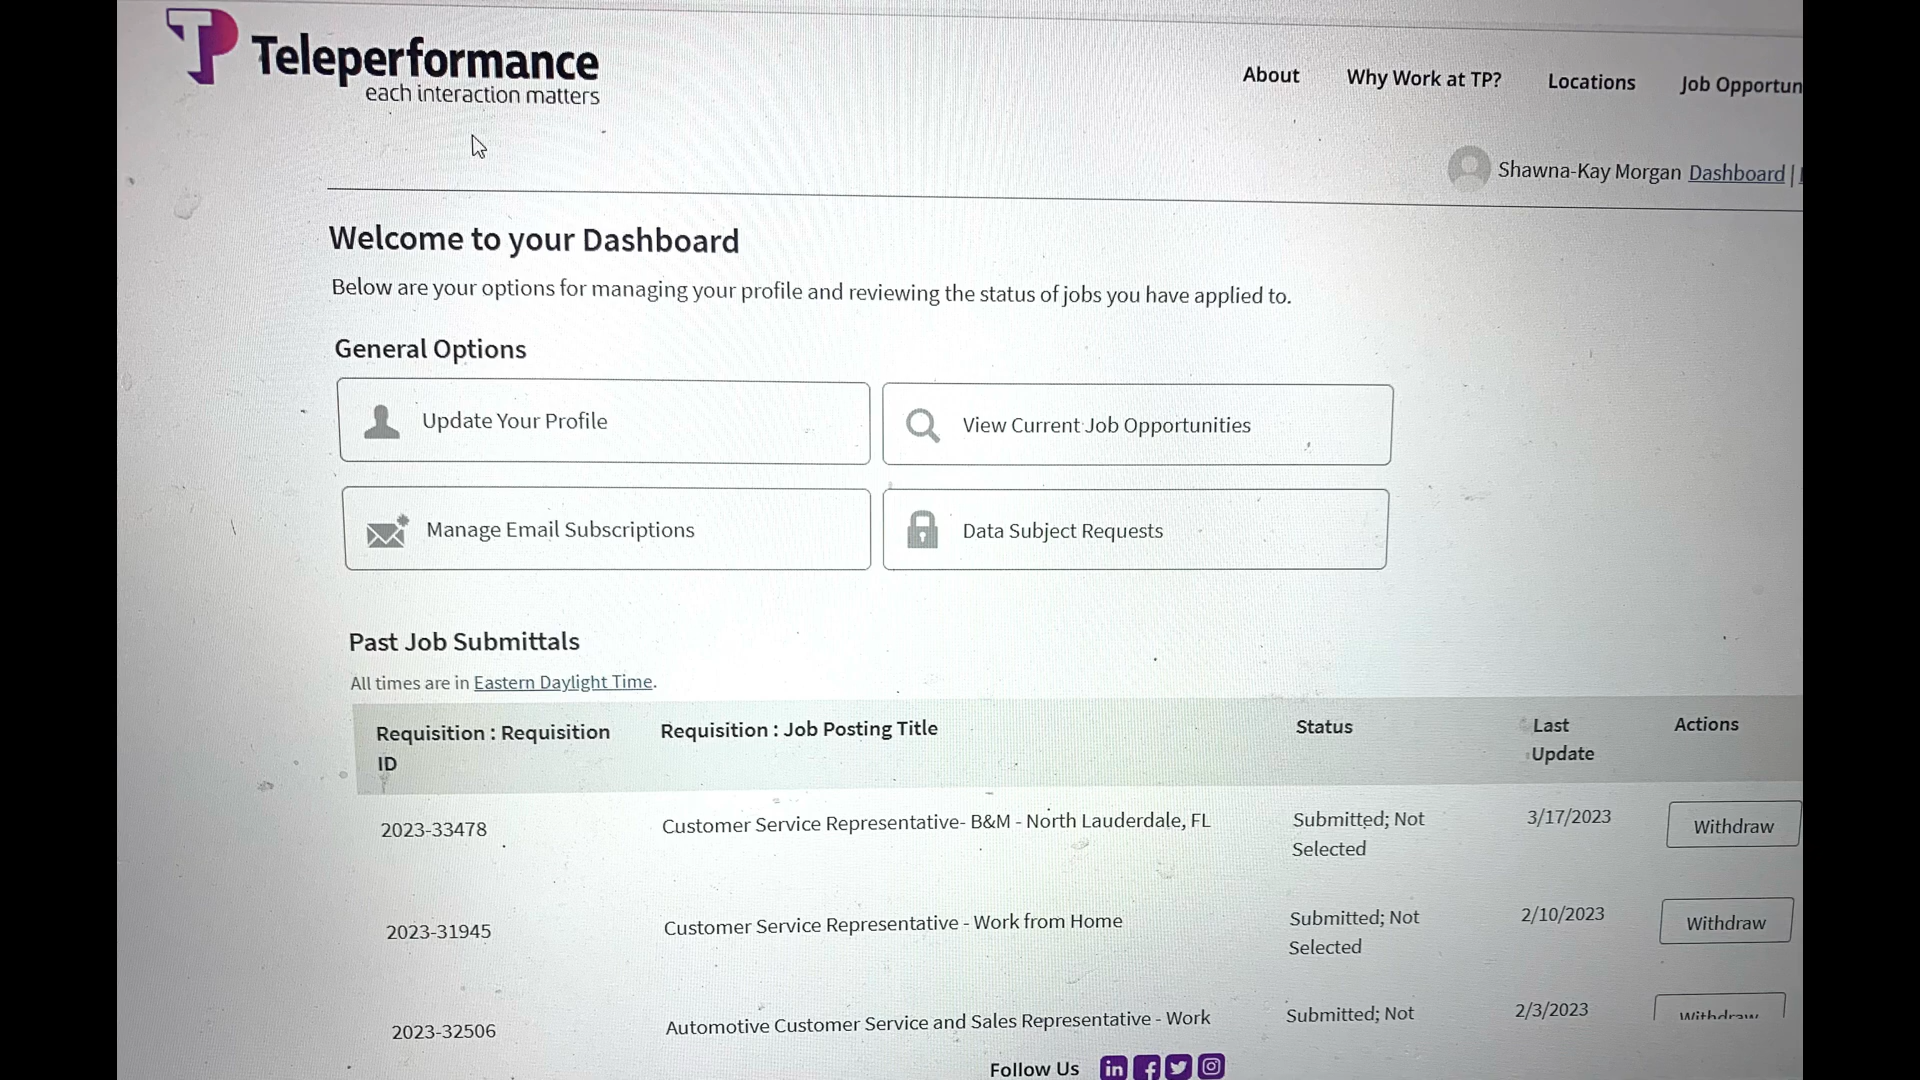 Teleperformance
each interaction matters
About Why Work at TP? Locations Job Opportun
Shawna-Kay Morgan Dashboard |
Welcome to your Dashboard
Below are your options for managing your profile and reviewing the status of jobs you have applied to.
General Options
Update Your Profile
View Current Job Opportunities
Manage Email Subscriptions
Data Subject Requests
Past Job Submittals
All times are in Eastern Daylight Time.
Requisition : Requisition ID
Requisition : Job Posting Title
Status
Last Update
Actions
2023-33478
Customer Service Representative- B&M - North Lauderdale, FL
Submitted; Not
Selected
3/17/2023
Withdraw
2023-31945
Customer Service Representative - Work from Home
Submitted; Not
Selected
2/10/2023
Withdraw
2023-32506
Automotive Customer Service and Sales Representative - Work
Submitted; Not
2/3/2023
Withdraw
Follow Us